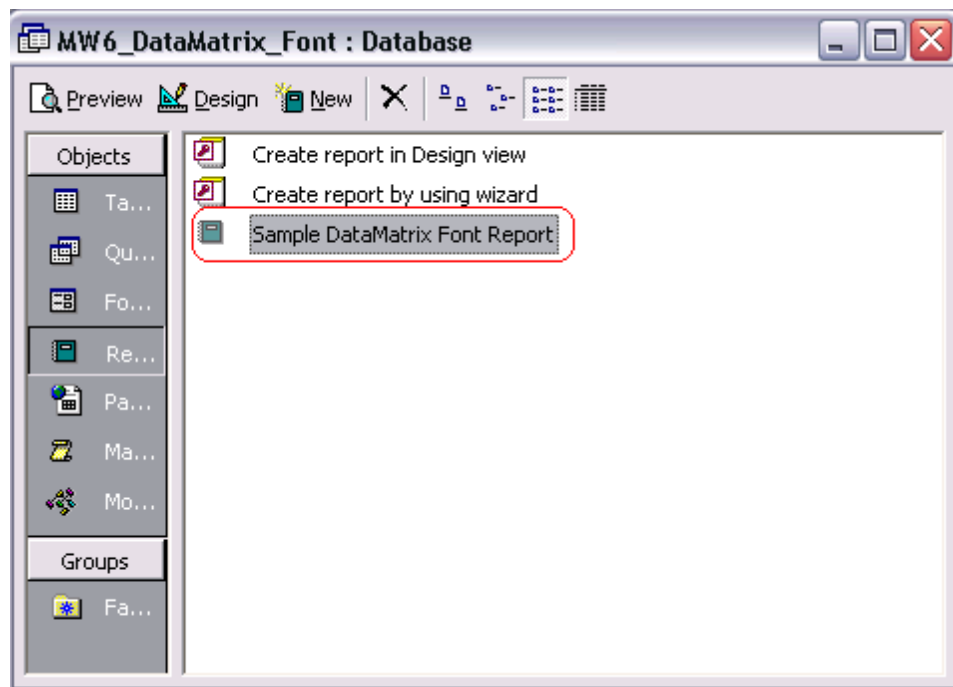 MW6_DataMatrix_Font : Database
Preview Design New
Objects
Ta...
Qu...
Fo...
Re...
Pa...
Ma...
Mo...
Groups
Fa...
Create report in Design view
Create report by using wizard
Sample DataMatrix Font Report